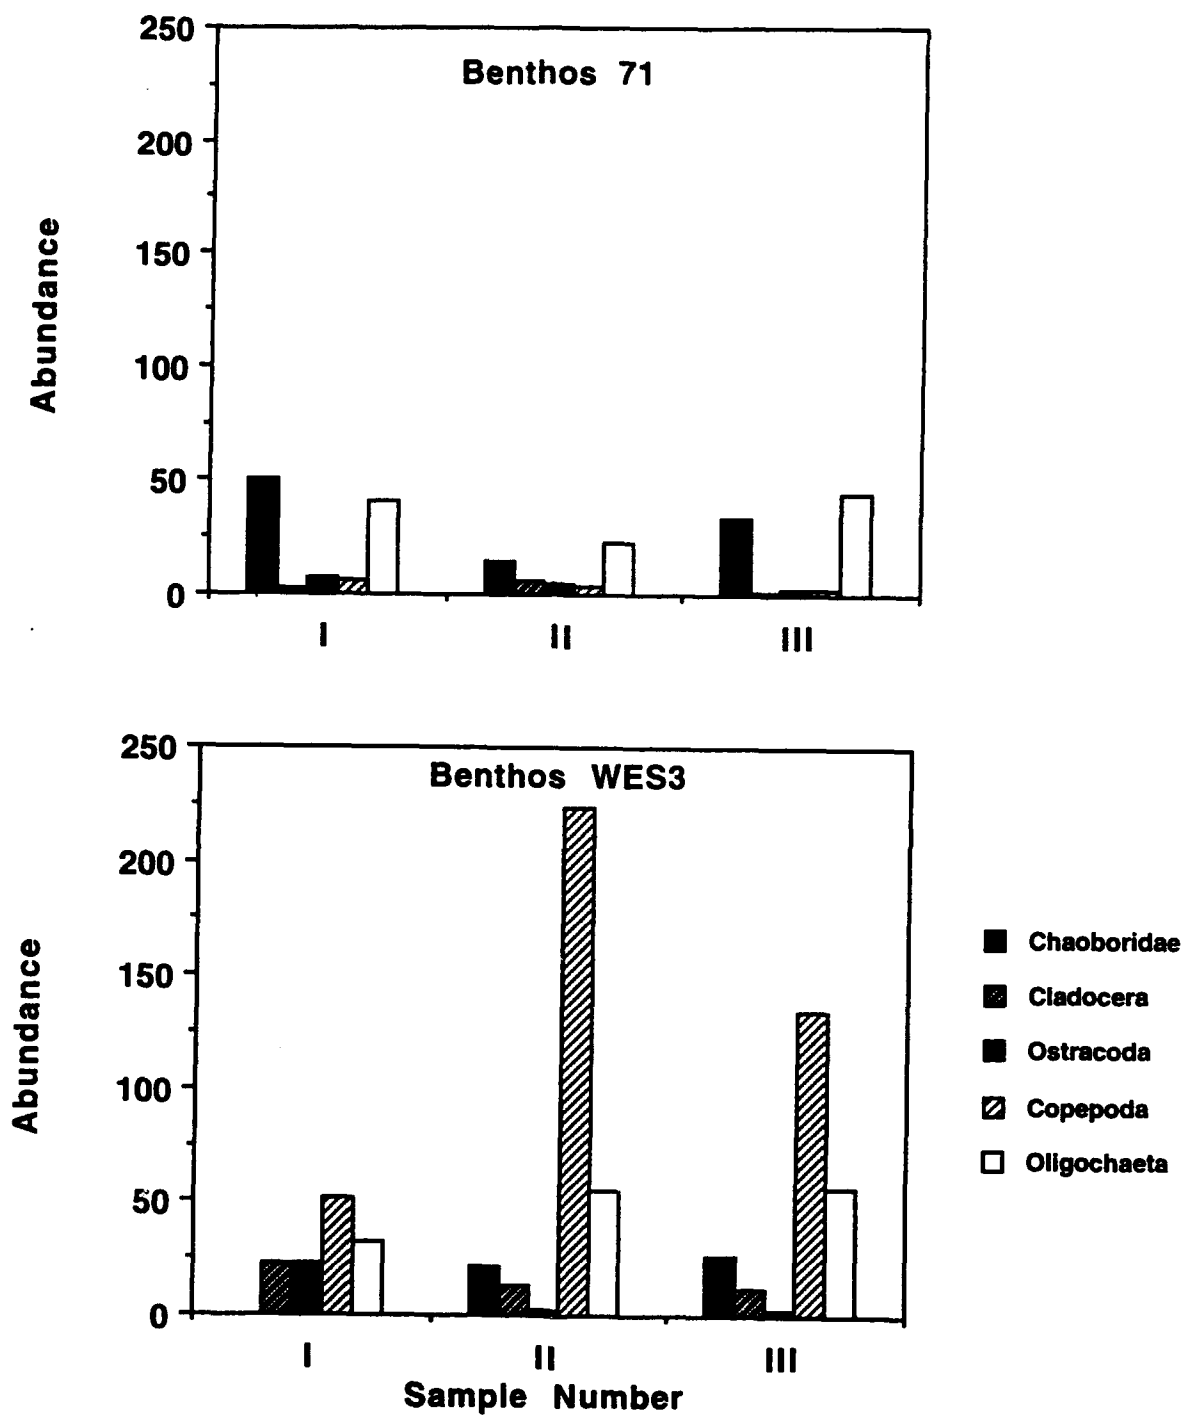 Benthos 71
Abundance
250
200
150
100
50
0
I II III
Benthos WES3
Abundance
250
200
150
100
50
0
I II III
Sample Number
Chaoboridae
Cladocera
Ostracoda
Copepoda
Oligochaeta